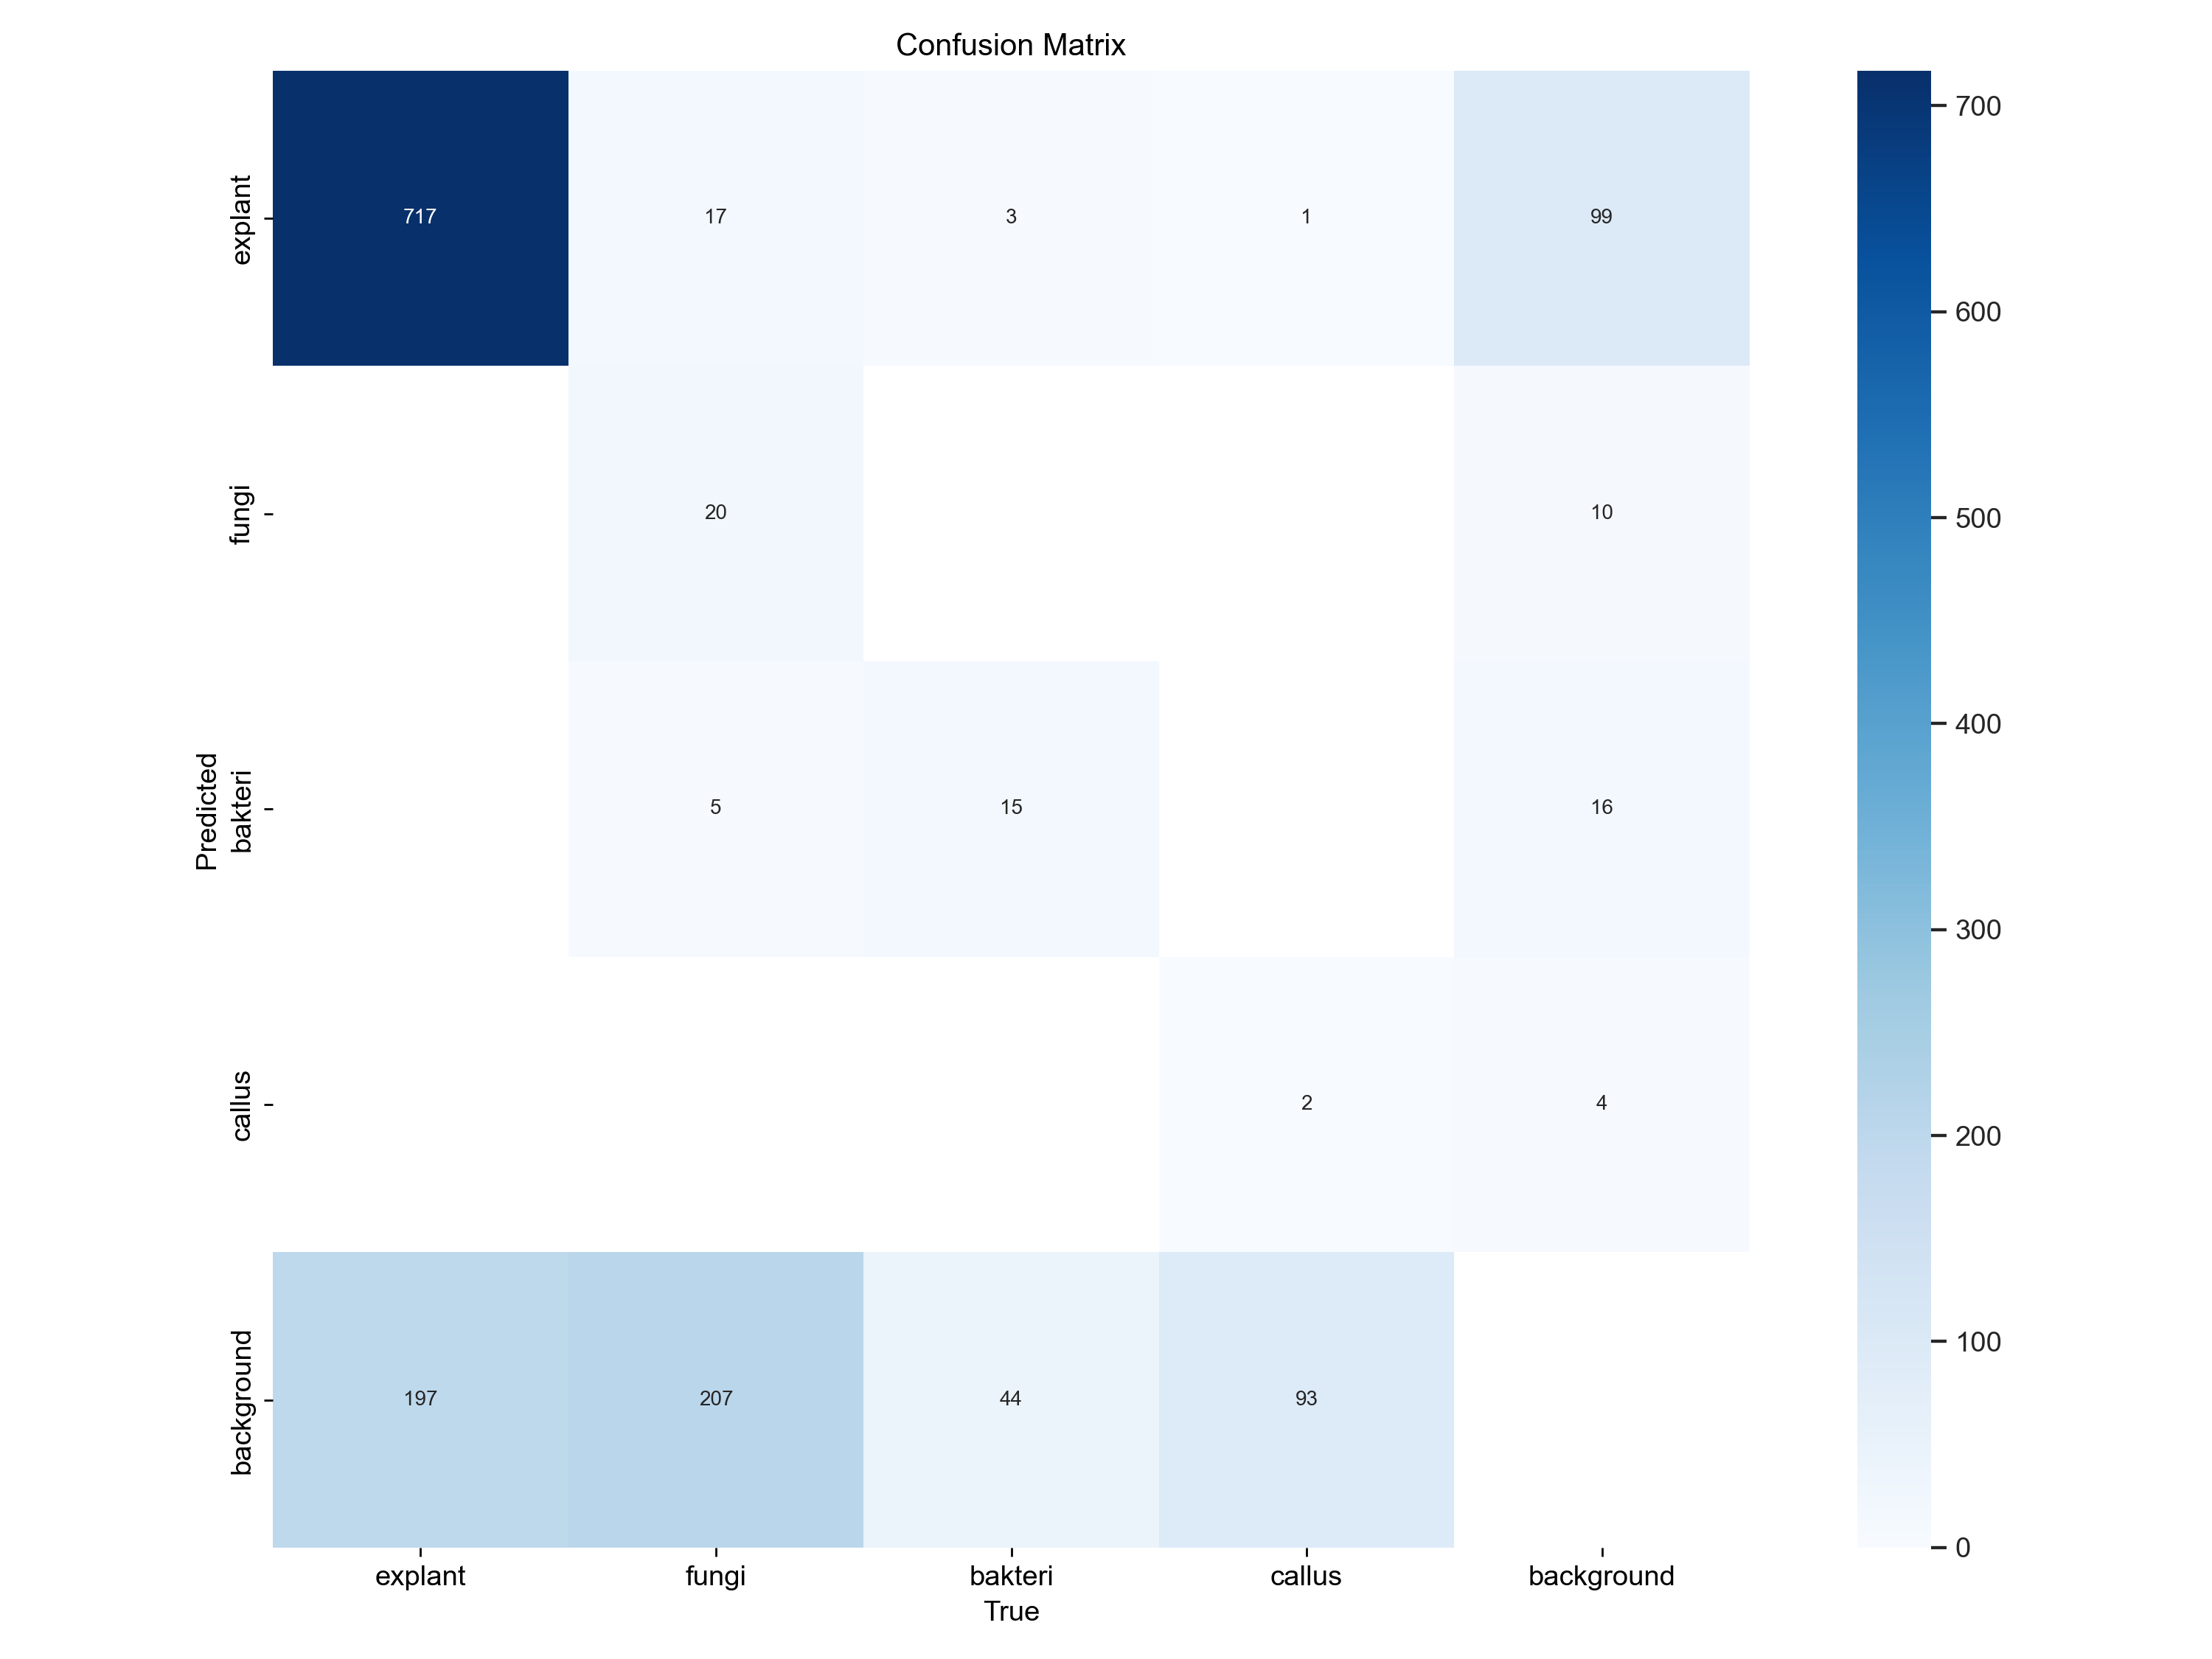 Confusion Matrix
explant
717
17
3
1
99
fungi
20
10
Predicted
bakteri
5
15
16
callus
2
4
background
197
207
44
93
explant
fungi
bakteri
callus
background
True
700
600
500
400
300
200
100
0